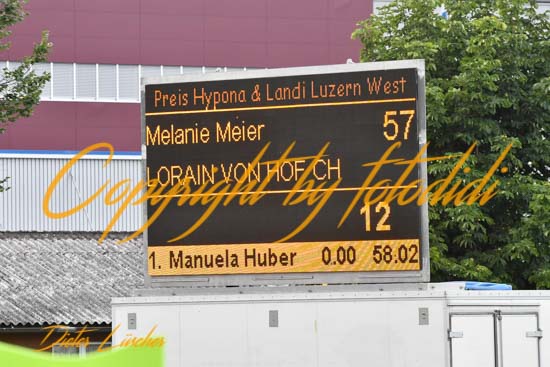 Preis Hypona & Landi Luzern West
Melanie Meier 57
LORAIN VON HOF CH
12
1. Manuela Huber 0.00 58.02
Copyright by fotodidi
Dieter Lüscher